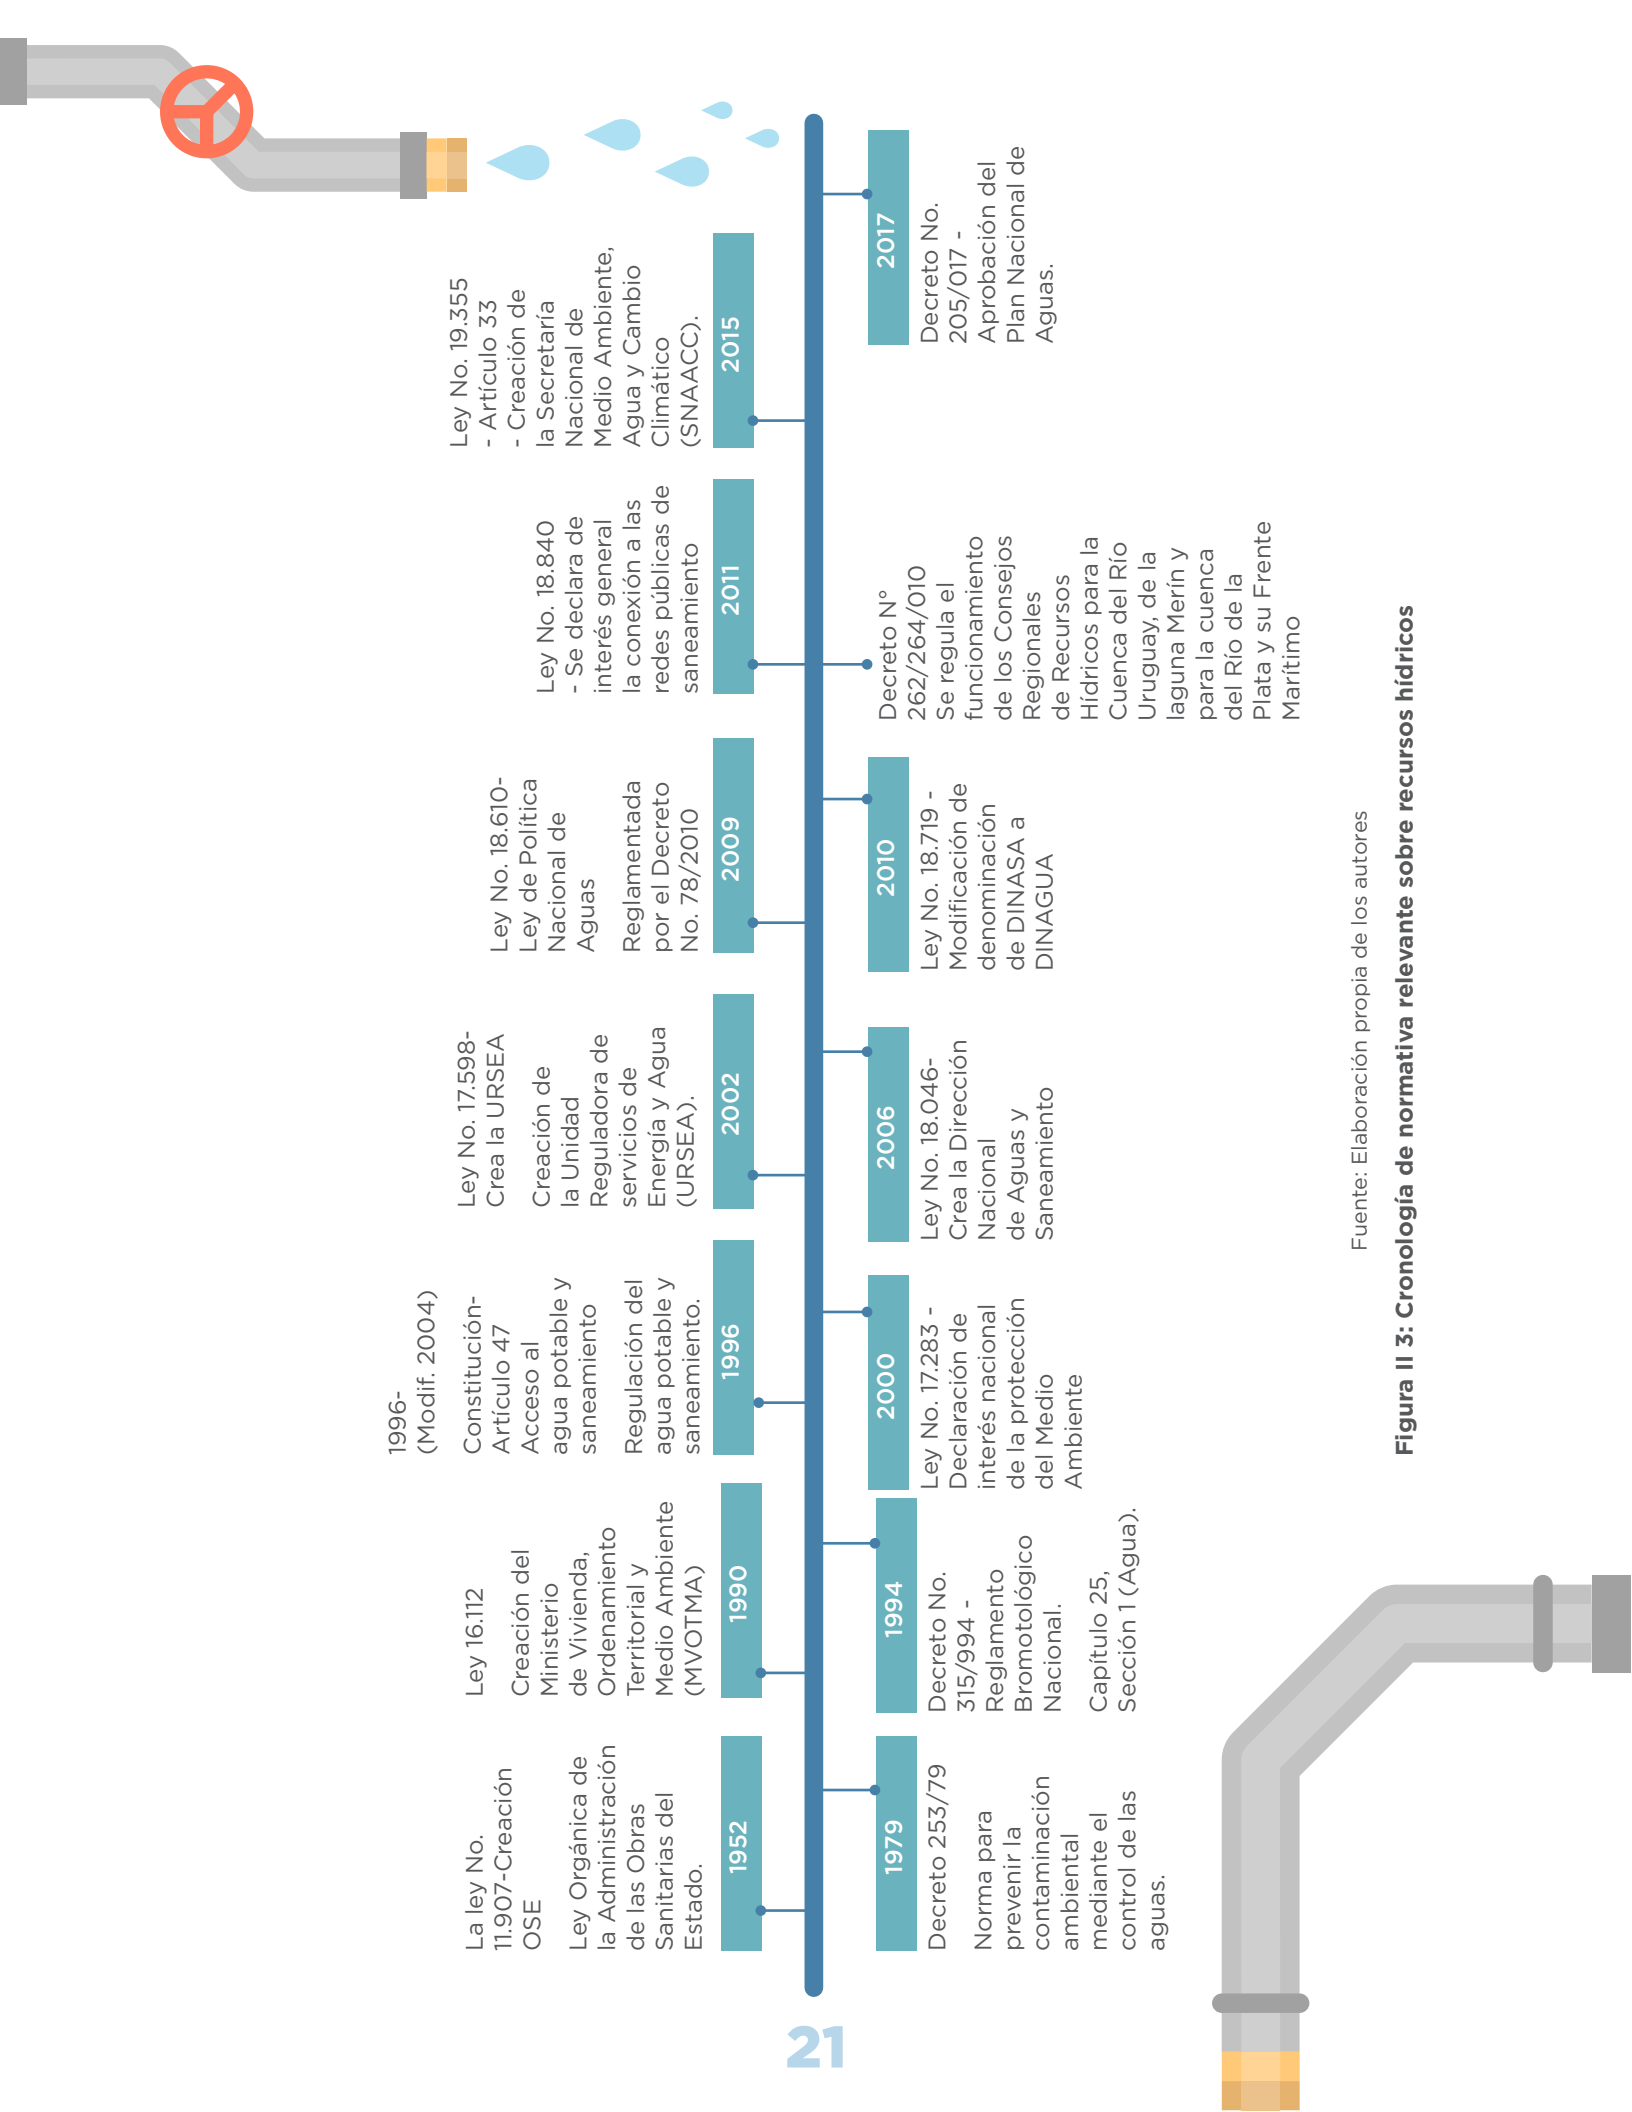 La ley No.
11.907-Creación
OSE
Ley Orgánica de
la Administración
de las Obras
Sanitarias del
Estado.
1952
Ley 16.112
Creación del
Ministerio
de Vivienda,
Ordenamiento
Territorial y
Medio Ambiente
(MVOTMA)
1990
1996-
(Modif. 2004)
Constitución-
Artículo 47
Acceso al
agua potable y
saneamiento
Regulación del
agua potable y
saneamiento.
1996
Ley No. 17.598-
Crea la URSEA
Creación de
la Unidad
Reguladora de
servicios de
Energía y Agua
(URSEA).
2002
Ley No. 18.610-
Ley de Política
Nacional de
Aguas
Reglamentada
por el Decreto
No. 78/2010
2009
Ley No. 18.840
- Se declara de
interés general
la conexión a las
redes públicas de
saneamiento
2011
Ley No. 19.355
- Artículo 33
- Creación de
la Secretaría
Nacional de
Medio Ambiente,
Agua y Cambio
Climático
(SNAACC).
2015
1979
Decreto 253/79
Norma para
prevenir la
contaminación
ambiental
mediante el
control de las
aguas.
1994
Decreto No.
315/994 -
Reglamento
Bromotológico
Nacional.
Capítulo 25,
Sección 1 (Agua).
2000
Ley No. 17.283 -
Declaración de
interés nacional
de la protección
del Medio
Ambiente
2006
Ley No. 18.046-
Crea la Dirección
Nacional
de Aguas y
Saneamiento
2010
Ley No. 18.719 -
Modificación de
denominación
de DINASA a
DINAGUA
Decreto N°
262/264/010
Se regula el
funcionamiento
de los Consejos
Regionales
de Recursos
Hídricos para la
Cuenca del Río
Uruguay, de la
laguna Merín y
para la cuenca
del Río de la
Plata y su Frente
Marítimo
2017
Decreto No.
205/017 -
Aprobación del
Plan Nacional de
Aguas.
Fuente: Elaboración propia de los autores
Figura II 3: Cronología de normativa relevante sobre recursos hídricos
21